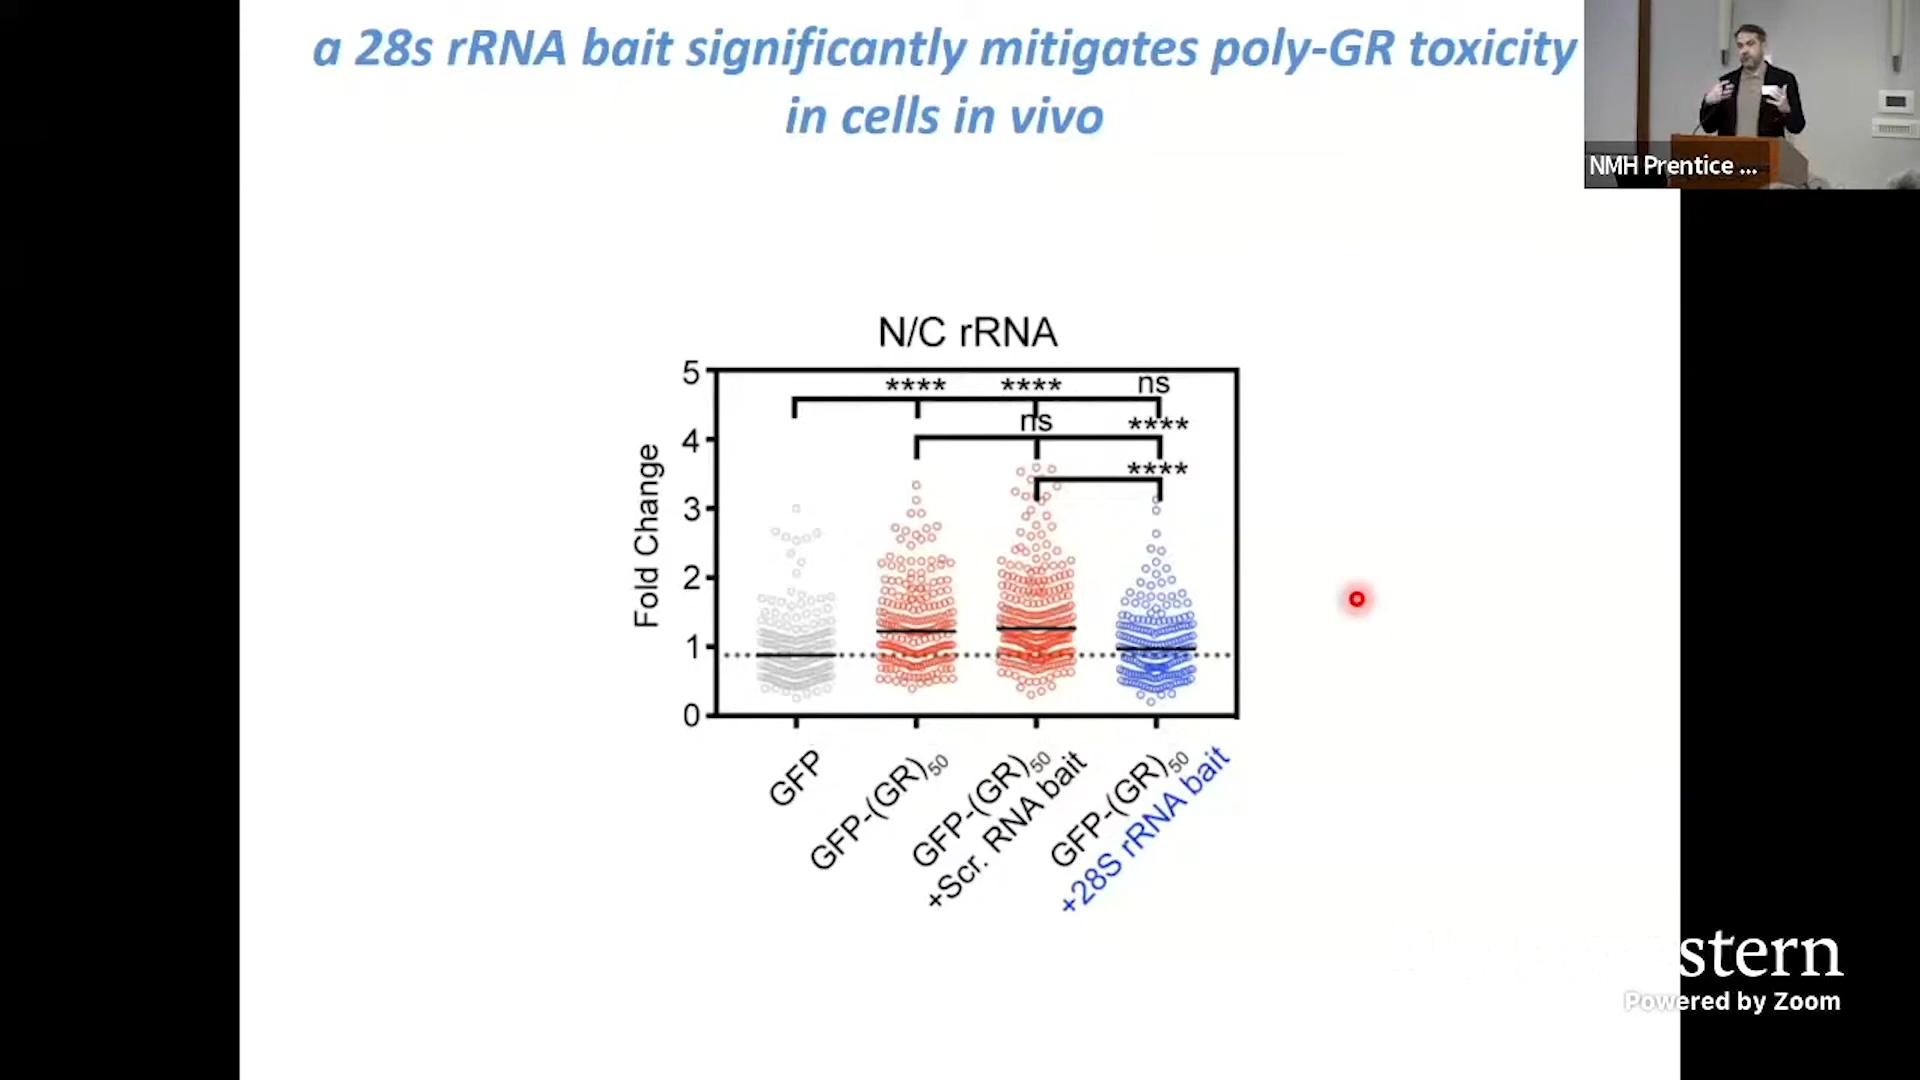 a 28s rRNA bait significantly mitigates poly-GR toxicity
in cells in vivo
NMH Prentice ...
N/C rRNA
5
4
3
2
1
0
Fold Change
**** **** ns
ns ****
****
GFP
GFP-(GR)50
GFP-(GR)50
+Scr. RNA bait
GFP-(GR)50
+28S rRNA bait
stern
Powered by Zoom